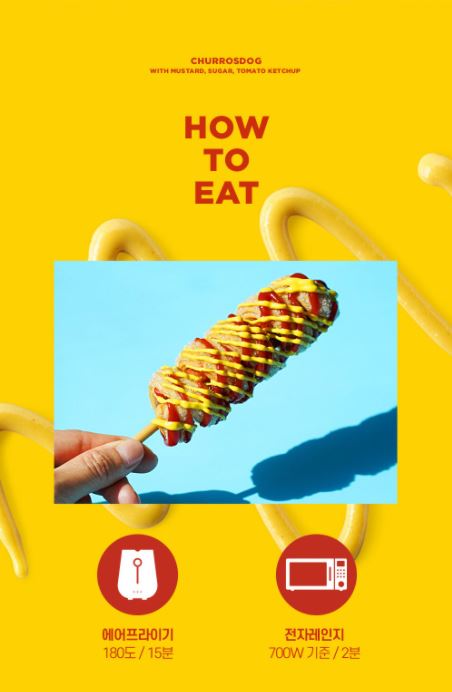 CHURROSDOG
WITH MUSTARD, SUGAR, TOMATO KETCHUP
HOW
TO
EAT
에어프라이기
180도 / 15분
전자레인지
700W 기준 / 2분